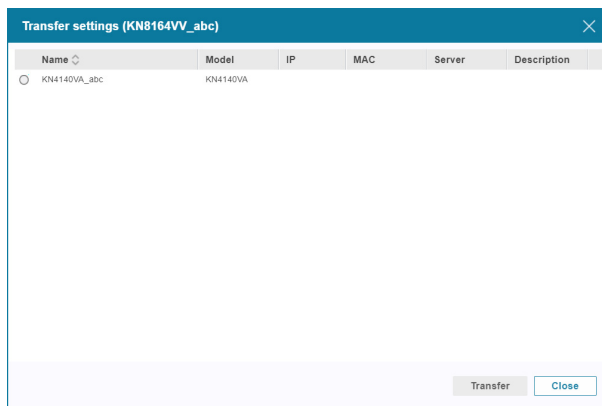 Transfer settings (KN8164VV_abc)
Name Model IP MAC Server Description
KN4140VA_abc KN4140VA
Transfer Close